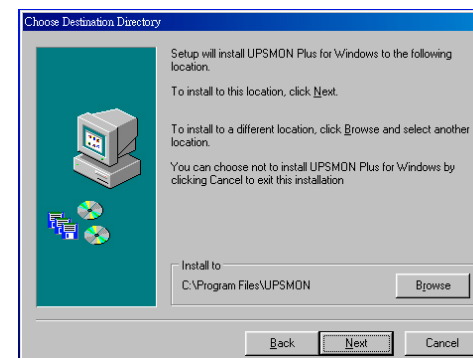 Choose Destination Directory
Setup will install UPSMON Plus for Windows to the following
location.
To install to this location, click Next.
To install to a different location, click Browse and select another
location.
You can choose not to install UPSMON Plus for Windows by
clicking Cancel to exit this installation
Install to
C:\Program Files\UPSMON
Browse
Back
Next
Cancel